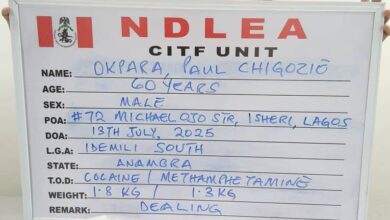 NDLEA
CITF UNIT
NAME: OKPARA, PAUL CHIGOZIE
AGE: 60 YEARS
SEX: MALE
POA: #72 MICHAEL OJO STR, ISHERI, LAGOS
DOA: 13TH JULY, 2025
L.G.A: IDEMILI SOUTH
STATE: ANAMBRA
T.O.D: COCAINE / METHAMPHETAMINE
WEIGHT: 1.8 KG / 1.3 KG
REMARK: DEALING